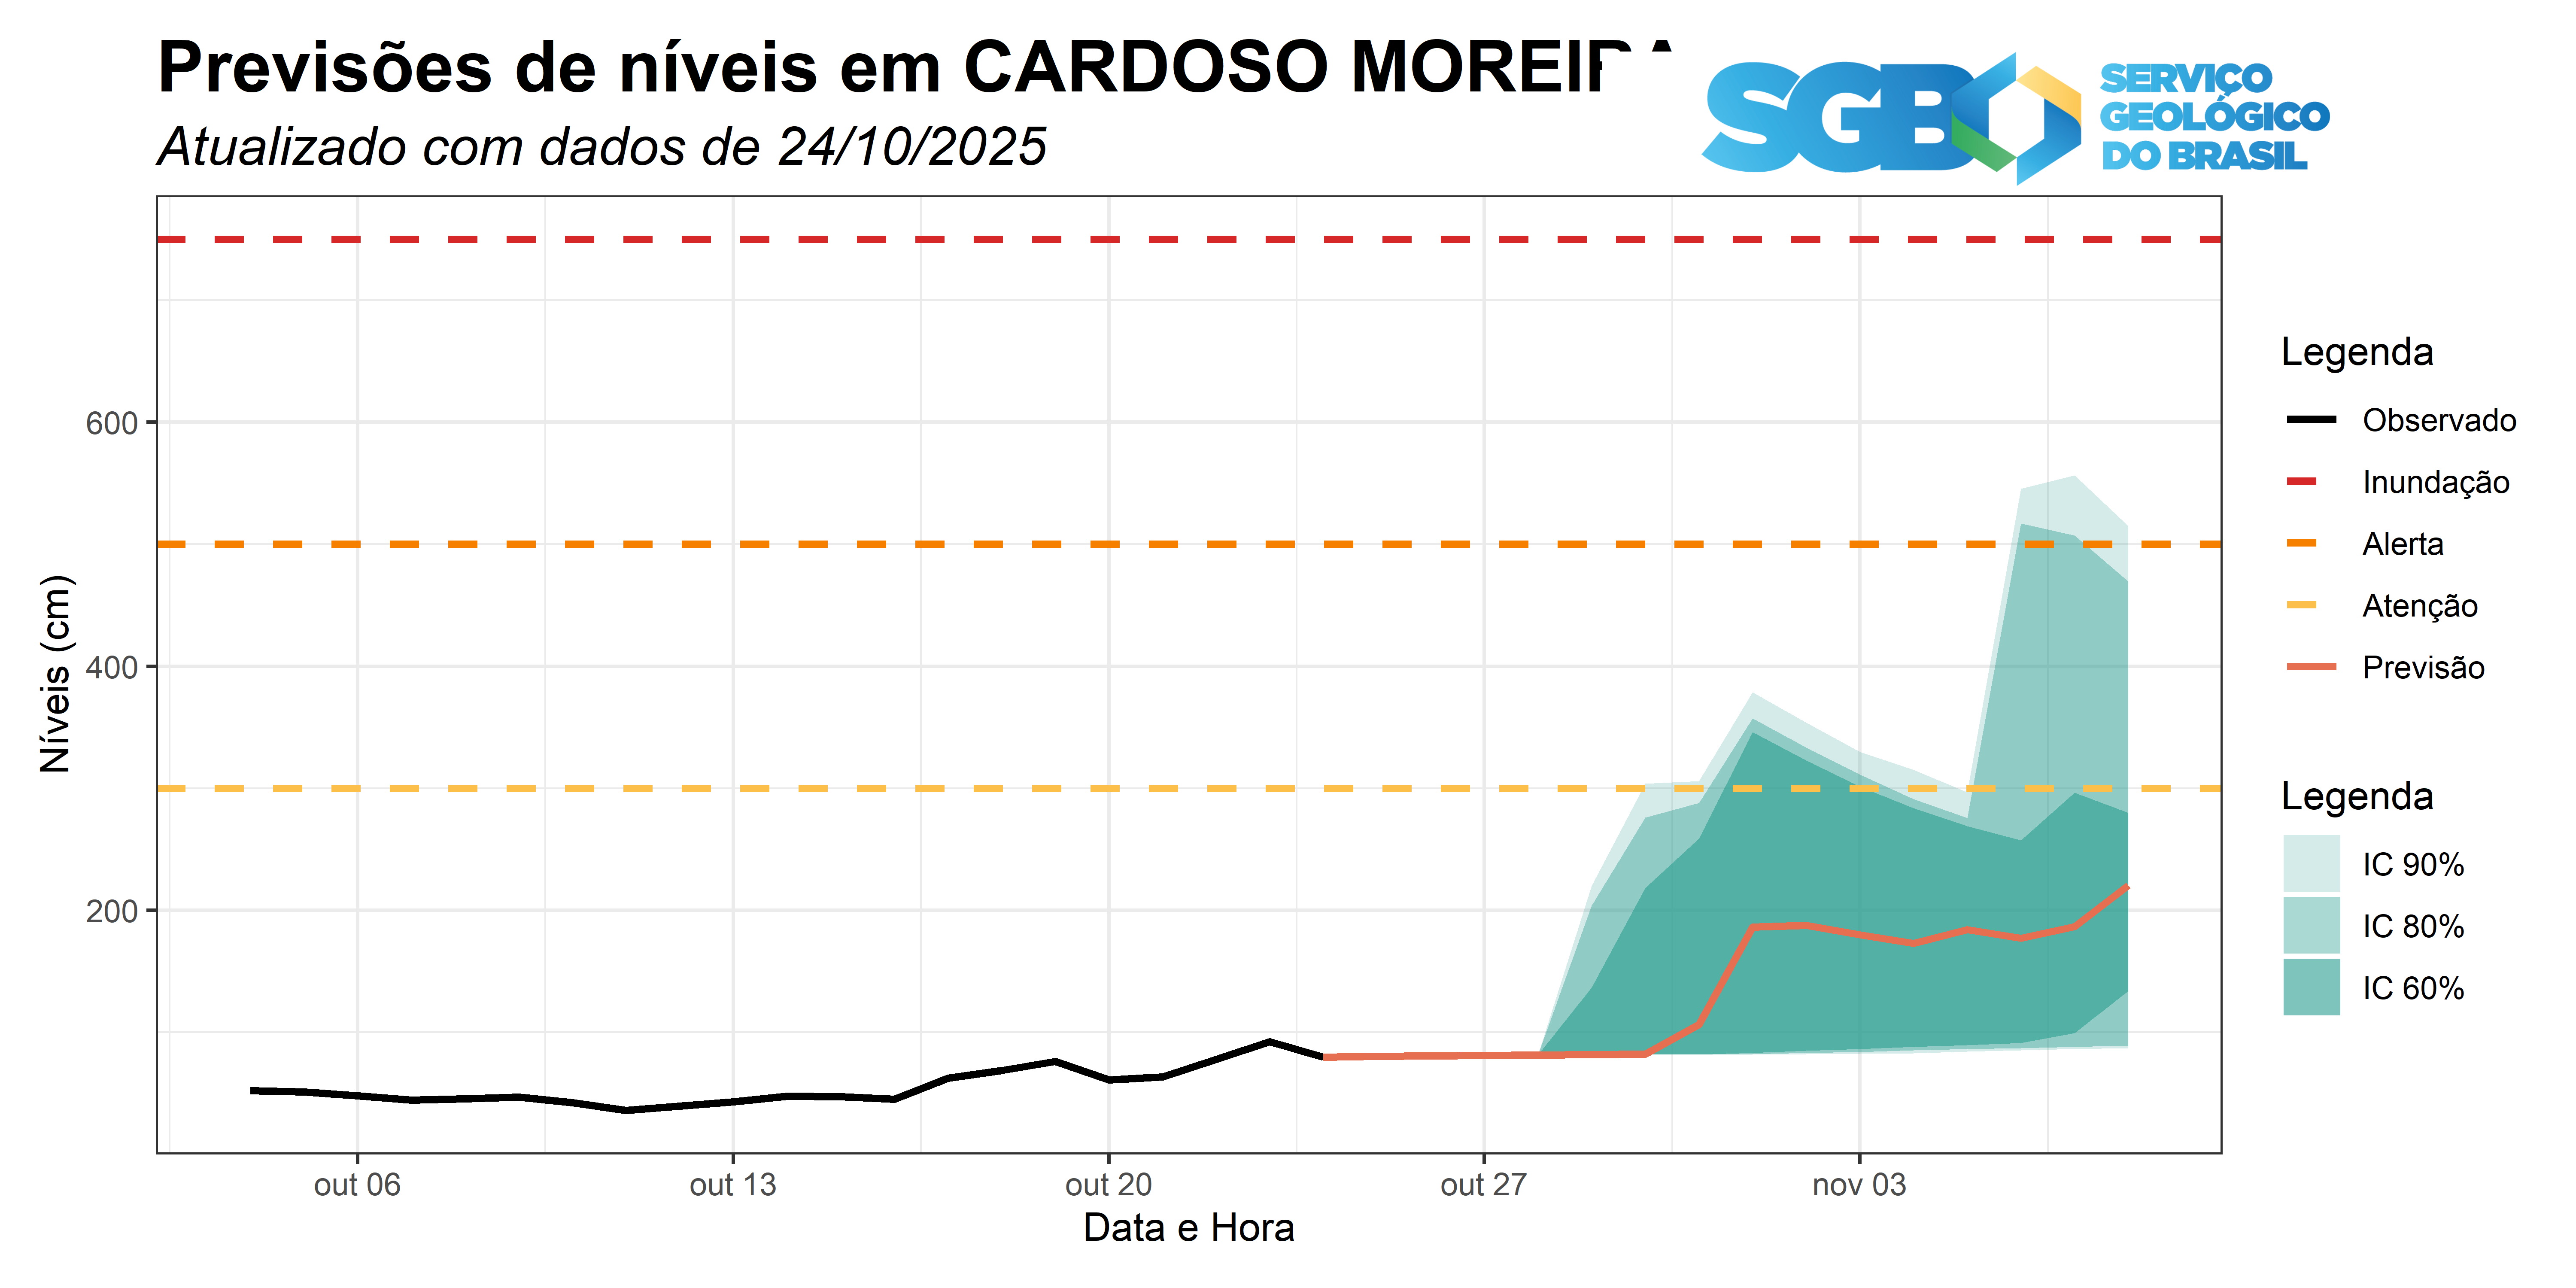 Previsões de níveis em CARDOSO MOREIRA
Atualizado com dados de 24/10/2025
SGB
SERVIÇO
GEOLÓGICO
DO BRASIL
Níveis (cm)
600
400
200
out 06
out 13
out 20
out 27
nov 03
Data e Hora
Legenda
Observado
Inundação
Alerta
Atenção
Previsão
Legenda
IC 90%
IC 80%
IC 60%